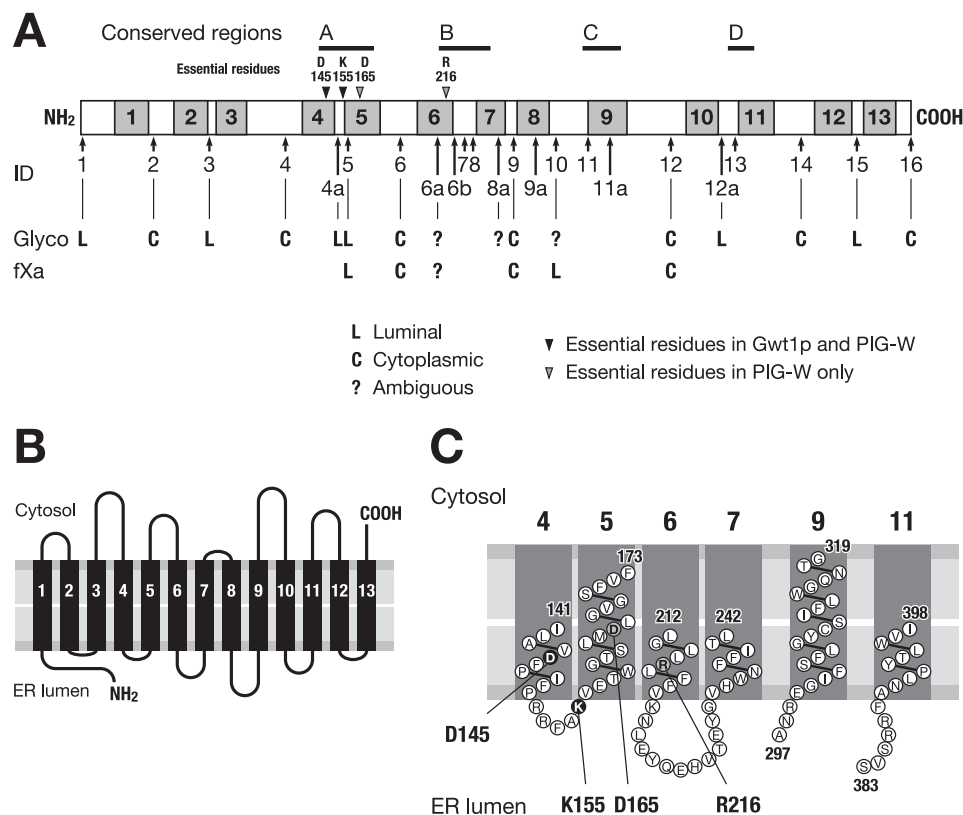 A
Conserved regions A B C D
Essential residues
D K D R
145 155 165 216
NH₂ 1 2 3 4 5 6 7 8 9 10 11 12 13 COOH
1 2 3 4 5 6 7 8 9 10 11 12 13 14 15 16
ID
4a 6a 6b 8a 9a 11a 12a
Glyco L C L C L L C ? ? C ? C L C L C
fXa L C ? C L C
L Luminal
C Cytoplasmic
? Ambiguous
Essential residues in Gwt1p and PIG-W
Essential residues in PIG-W only
B
Cytosol
COOH
1 2 3 4 5 6 7 8 9 10 11 12 13
ER lumen
NH₂
C
Cytosol
4 5 6 7 9 11
141 173 212 242 319 398
D145
297
383
K155 D165 R216
ER lumen